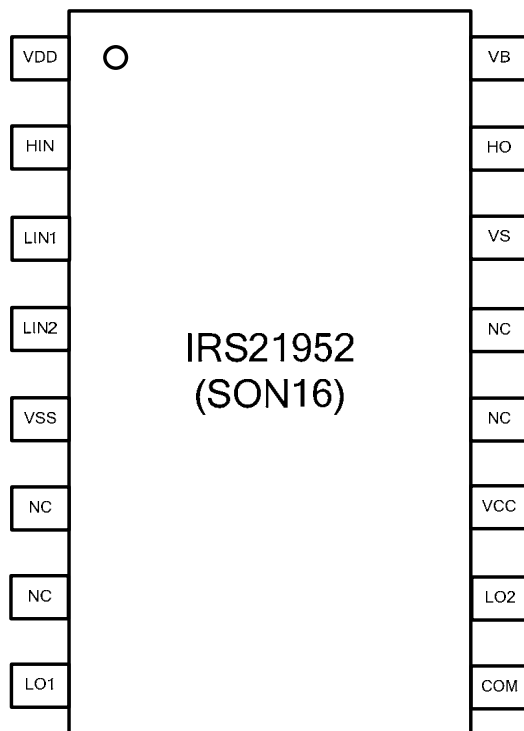 VDD
VB
HIN
HO
LIN1
VS
LIN2
NC
IRS21952
(SON16)
VSS
NC
NC
VCC
NC
LO2
LO1
COM